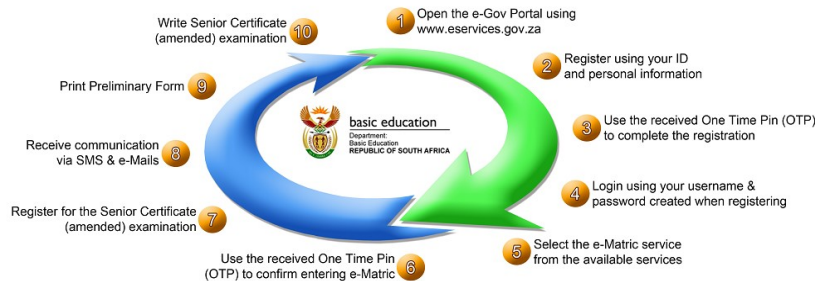 1
Open the e-Gov Portal using
www.eservices.gov.za
2
Register using your ID
and personal information
3
Use the received One Time Pin (OTP)
to complete the registration
4
Login using your username &
password created when registering
5
Select the e-Matric service
from the available services
6
Use the received One Time Pin
(OTP) to confirm entering e-Matric
7
Register for the Senior Certificate
(amended) examination
8
Receive communication
via SMS & e-Mails
9
Print Preliminary Form
10
Write Senior Certificate
(amended) examination
basic education
Department:
Basic Education
REPUBLIC OF SOUTH AFRICA